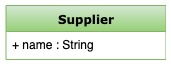 Supplier
+ name : String